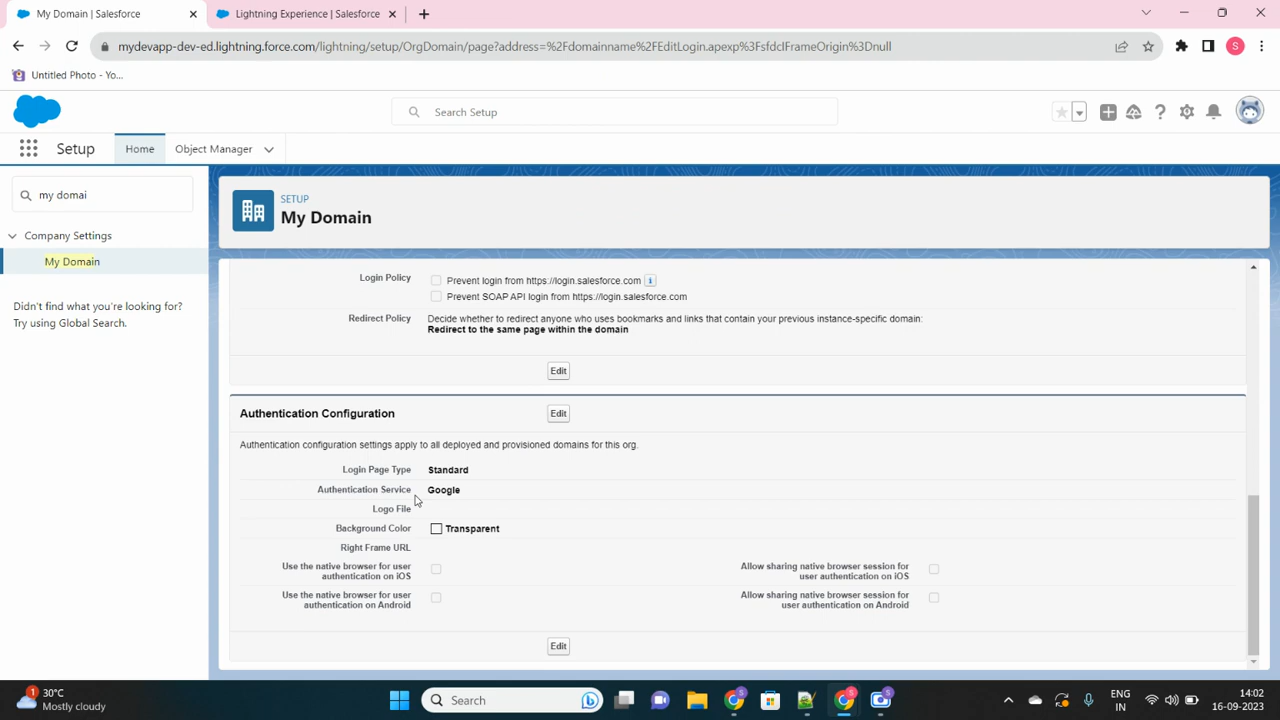 My Domain | Salesforce
Lightning Experience | Salesforce
mydevapp-dev-ed.lightning.force.com/lightning/setup/OrgDomain/page?address=%2Fdomainname%2FEditLogin.apexp%3FsfdcIFrameOrigin%3Dnull
S
Untitled Photo - Yo...
Search Setup
Setup
Home
Object Manager
my domai
SETUP
My Domain
Company Settings
My Domain
Didn't find what you're looking for?
Try using Global Search.
Login Policy
Prevent login from https://login.salesforce.com
Prevent SOAP API login from https://login.salesforce.com
Redirect Policy
Decide whether to redirect anyone who uses bookmarks and links that contain your previous instance-specific domain:
Redirect to the same page within the domain
Edit
Authentication Configuration
Edit
Authentication configuration settings apply to all deployed and provisioned domains for this org.
Login Page Type
Standard
Authentication Service
Google
Logo File
Background Color
Transparent
Right Frame URL
Use the native browser for user
authentication on iOS
Allow sharing native browser session for
user authentication on iOS
Use the native browser for user
authentication on Android
Allow sharing native browser session for
user authentication on Android
Edit
1
30°C
Mostly cloudy
Search
ENG
IN
14:02
16-09-2023